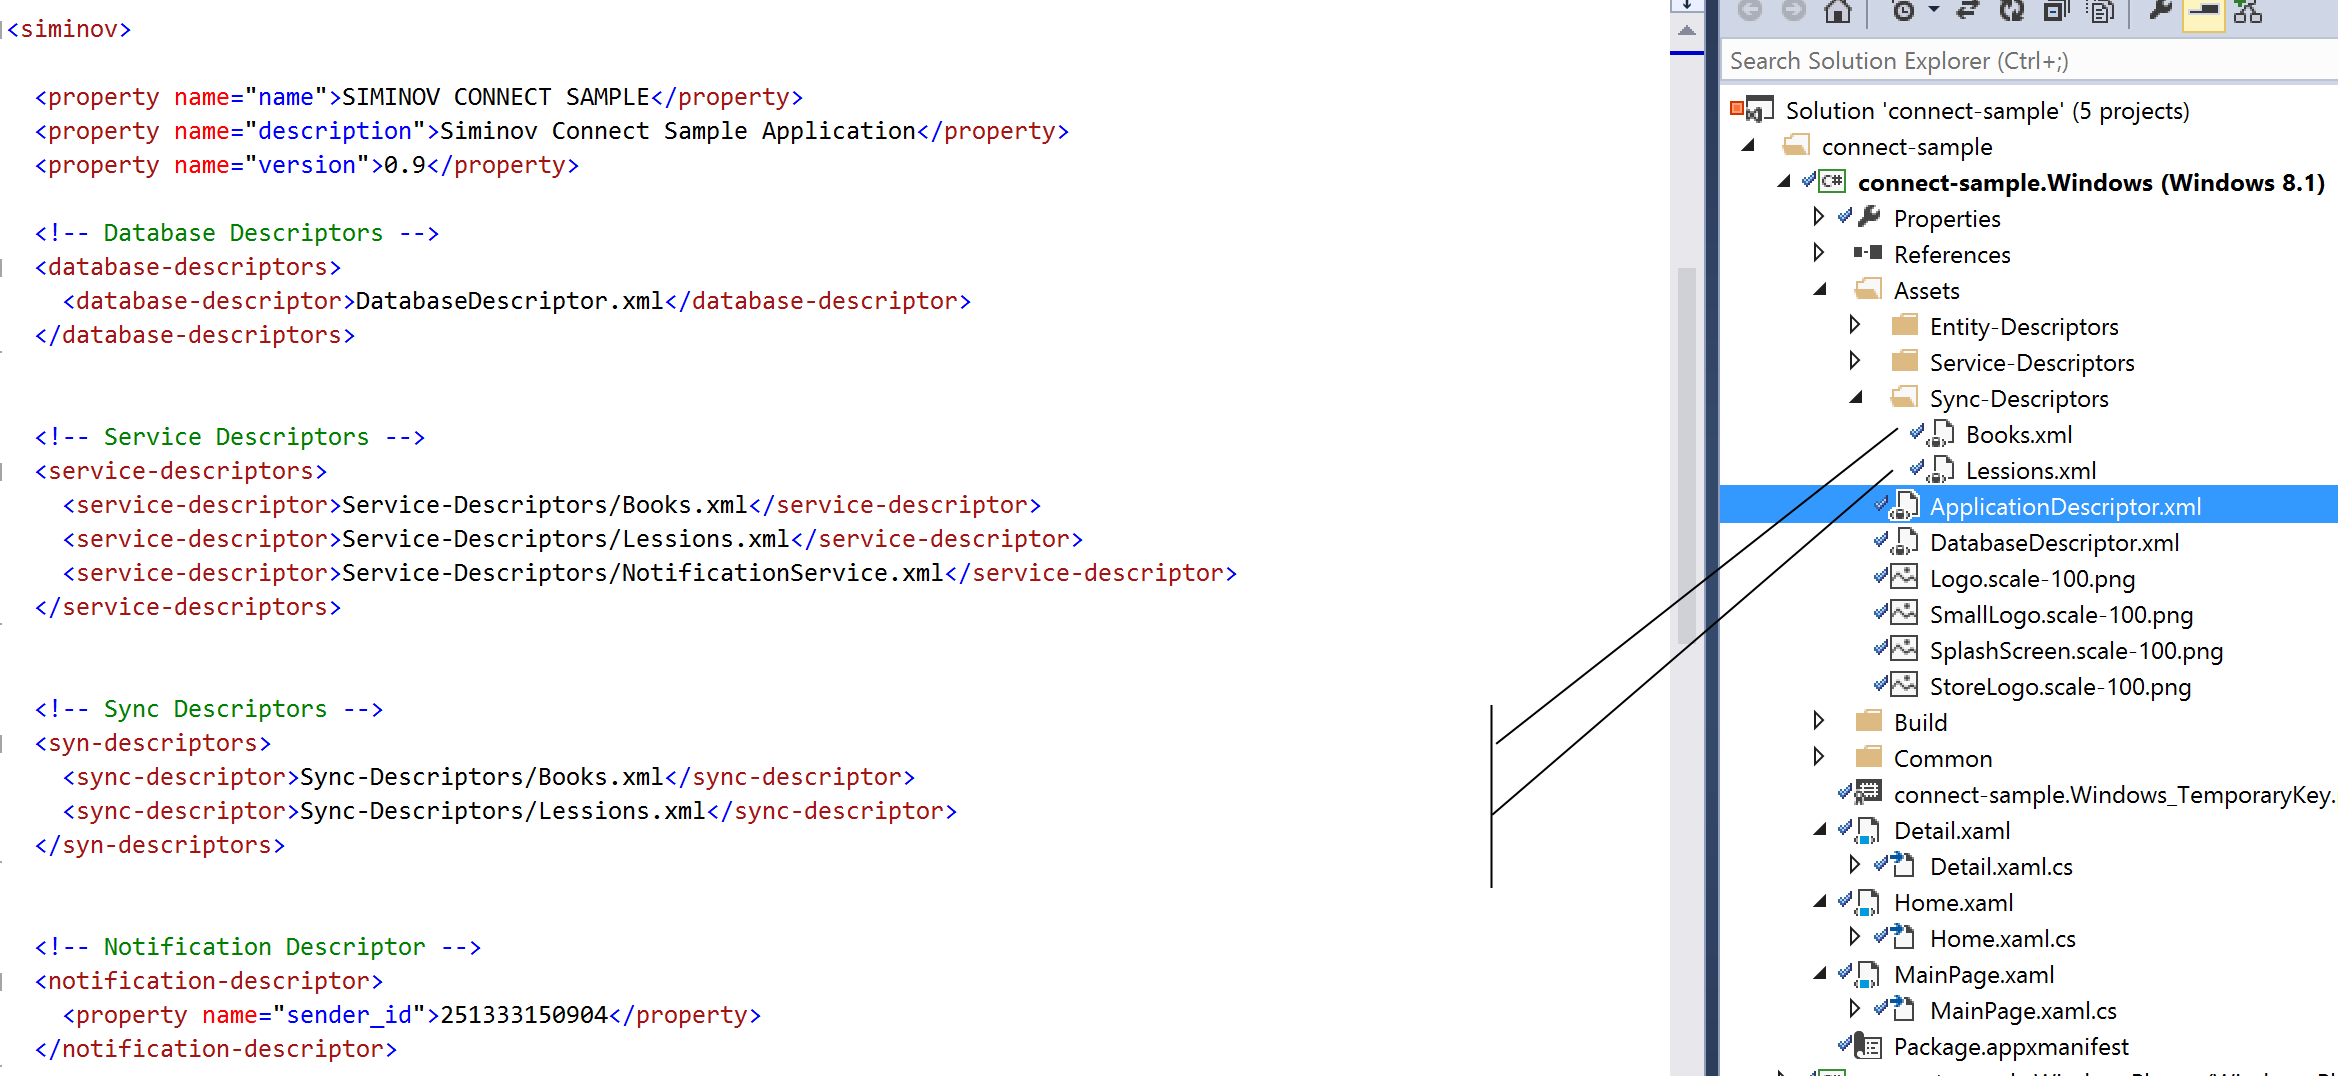 <siminov>
<property name="name">SIMINOV CONNECT SAMPLE</property>
<property name="description">Siminov Connect Sample Application</property>
<property name="version">0.9</property>
<!-- Database Descriptors -->
<database-descriptors>
<database-descriptor>DatabaseDescriptor.xml</database-descriptor>
</database-descriptors>
<!-- Service Descriptors -->
<service-descriptors>
<service-descriptor>Service-Descriptors/Books.xml</service-descriptor>
<service-descriptor>Service-Descriptors/Lessions.xml</service-descriptor>
<service-descriptor>Service-Descriptors/NotificationService.xml</service-descriptor>
</service-descriptors>
<!-- Sync Descriptors -->
<syn-descriptors>
<sync-descriptor>Sync-Descriptors/Books.xml</sync-descriptor>
<sync-descriptor>Sync-Descriptors/Lessions.xml</sync-descriptor>
</syn-descriptors>
<!-- Notification Descriptor -->
<notification-descriptor>
<property name="sender_id">251333150904</property>
</notification-descriptor>
Search Solution Explorer (Ctrl+;)
Solution 'connect-sample' (5 projects)
connect-sample
C# connect-sample.Windows (Windows 8.1)
Properties
References
Assets
Entity-Descriptors
Service-Descriptors
Sync-Descriptors
Books.xml
Lessions.xml
ApplicationDescriptor.xml
DatabaseDescriptor.xml
Logo.scale-100.png
SmallLogo.scale-100.png
SplashScreen.scale-100.png
StoreLogo.scale-100.png
Build
Common
connect-sample.Windows_TemporaryKey.
Detail.xaml
Detail.xaml.cs
Home.xaml
Home.xaml.cs
MainPage.xaml
MainPage.xaml.cs
Package.appxmanifest